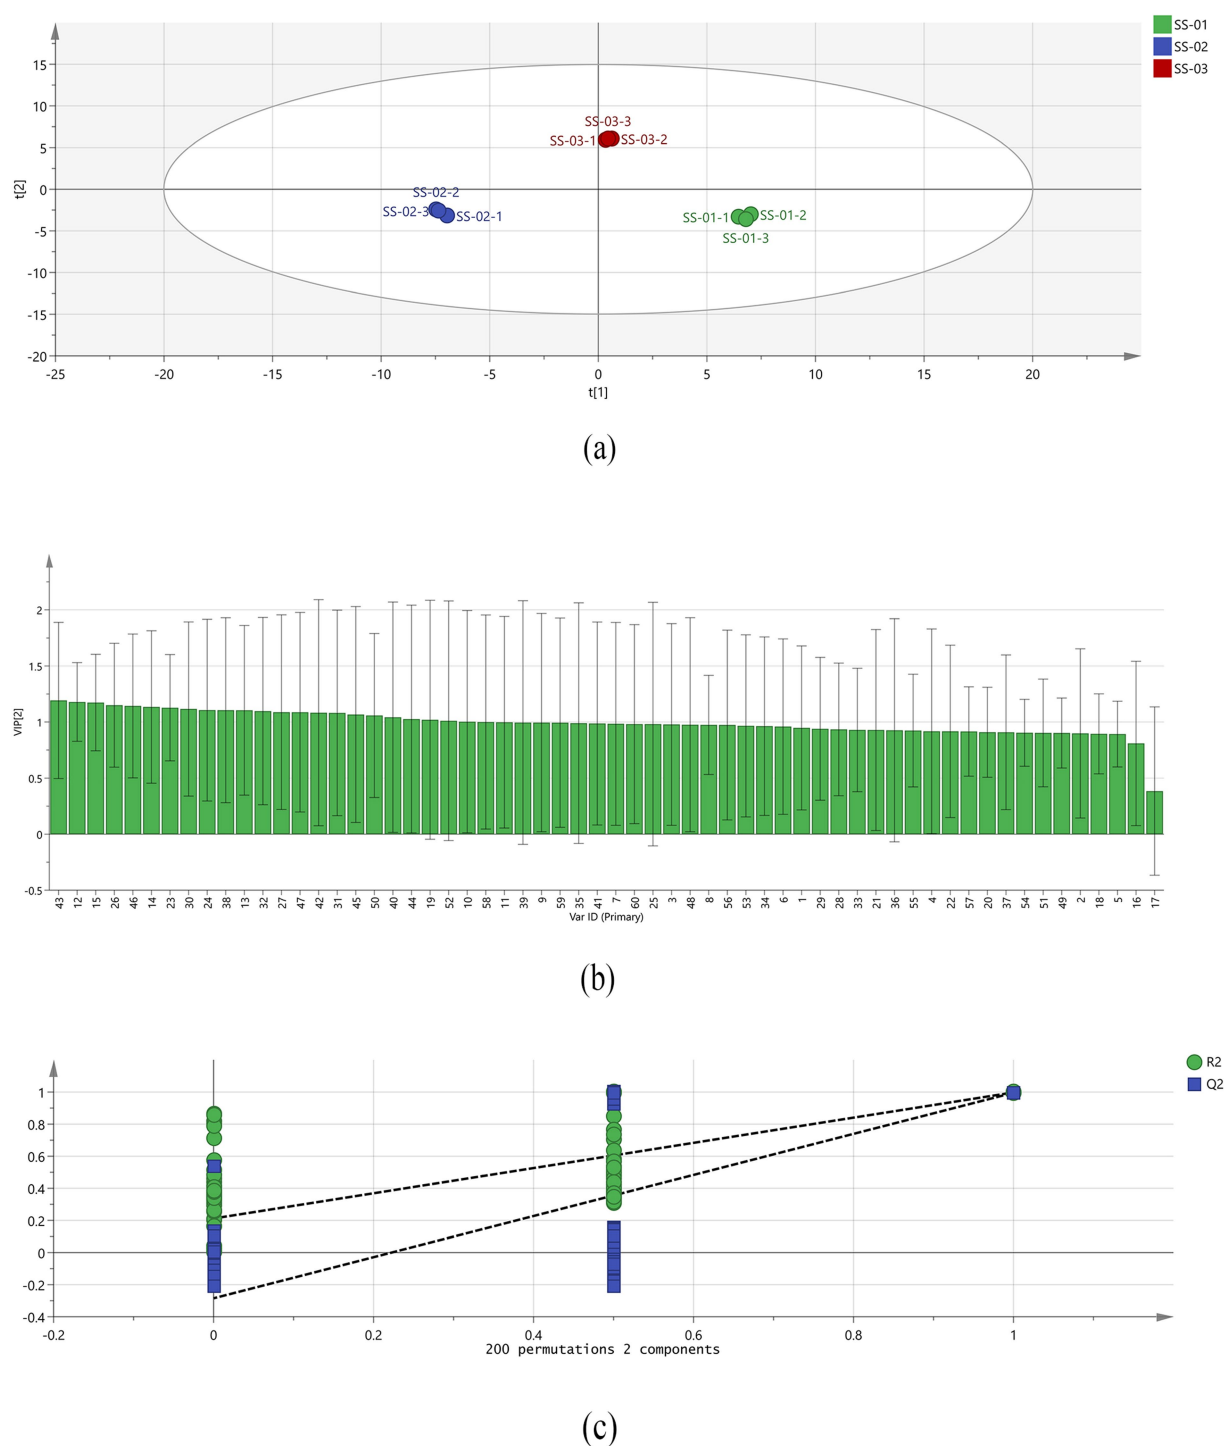 SS-01
SS-02
SS-03
15
10
5
0
-5
-10
-15
-20
t[2]
SS-03-3
SS-03-1
SS-03-2
SS-02-2
SS-02-3
SS-02-1
SS-01-1
SS-01-2
SS-01-3
-25 -20 -15 -10 -5 0 5 10 15 20
t[1]
(a)
2
1.5
1
0.5
0
-0.5
VIP[2]
43 12 15 26 46 14 23 30 24 38 13 32 27 47 42 31 45 50 40 44 19 52 10 58 11 39 9 59 35 41 7 60 25 3 48 8 56 53 34 6 1 29 28 33 21 36 55 4 22 57 20 37 54 51 49 2 18 5 16 17
Var ID (Primary)
(b)
R2
Q2
1
0.8
0.6
0.4
0.2
0
-0.2
-0.4
-0.2 0 0.2 0.4 0.6 0.8 1
200 permutations 2 components
(c)